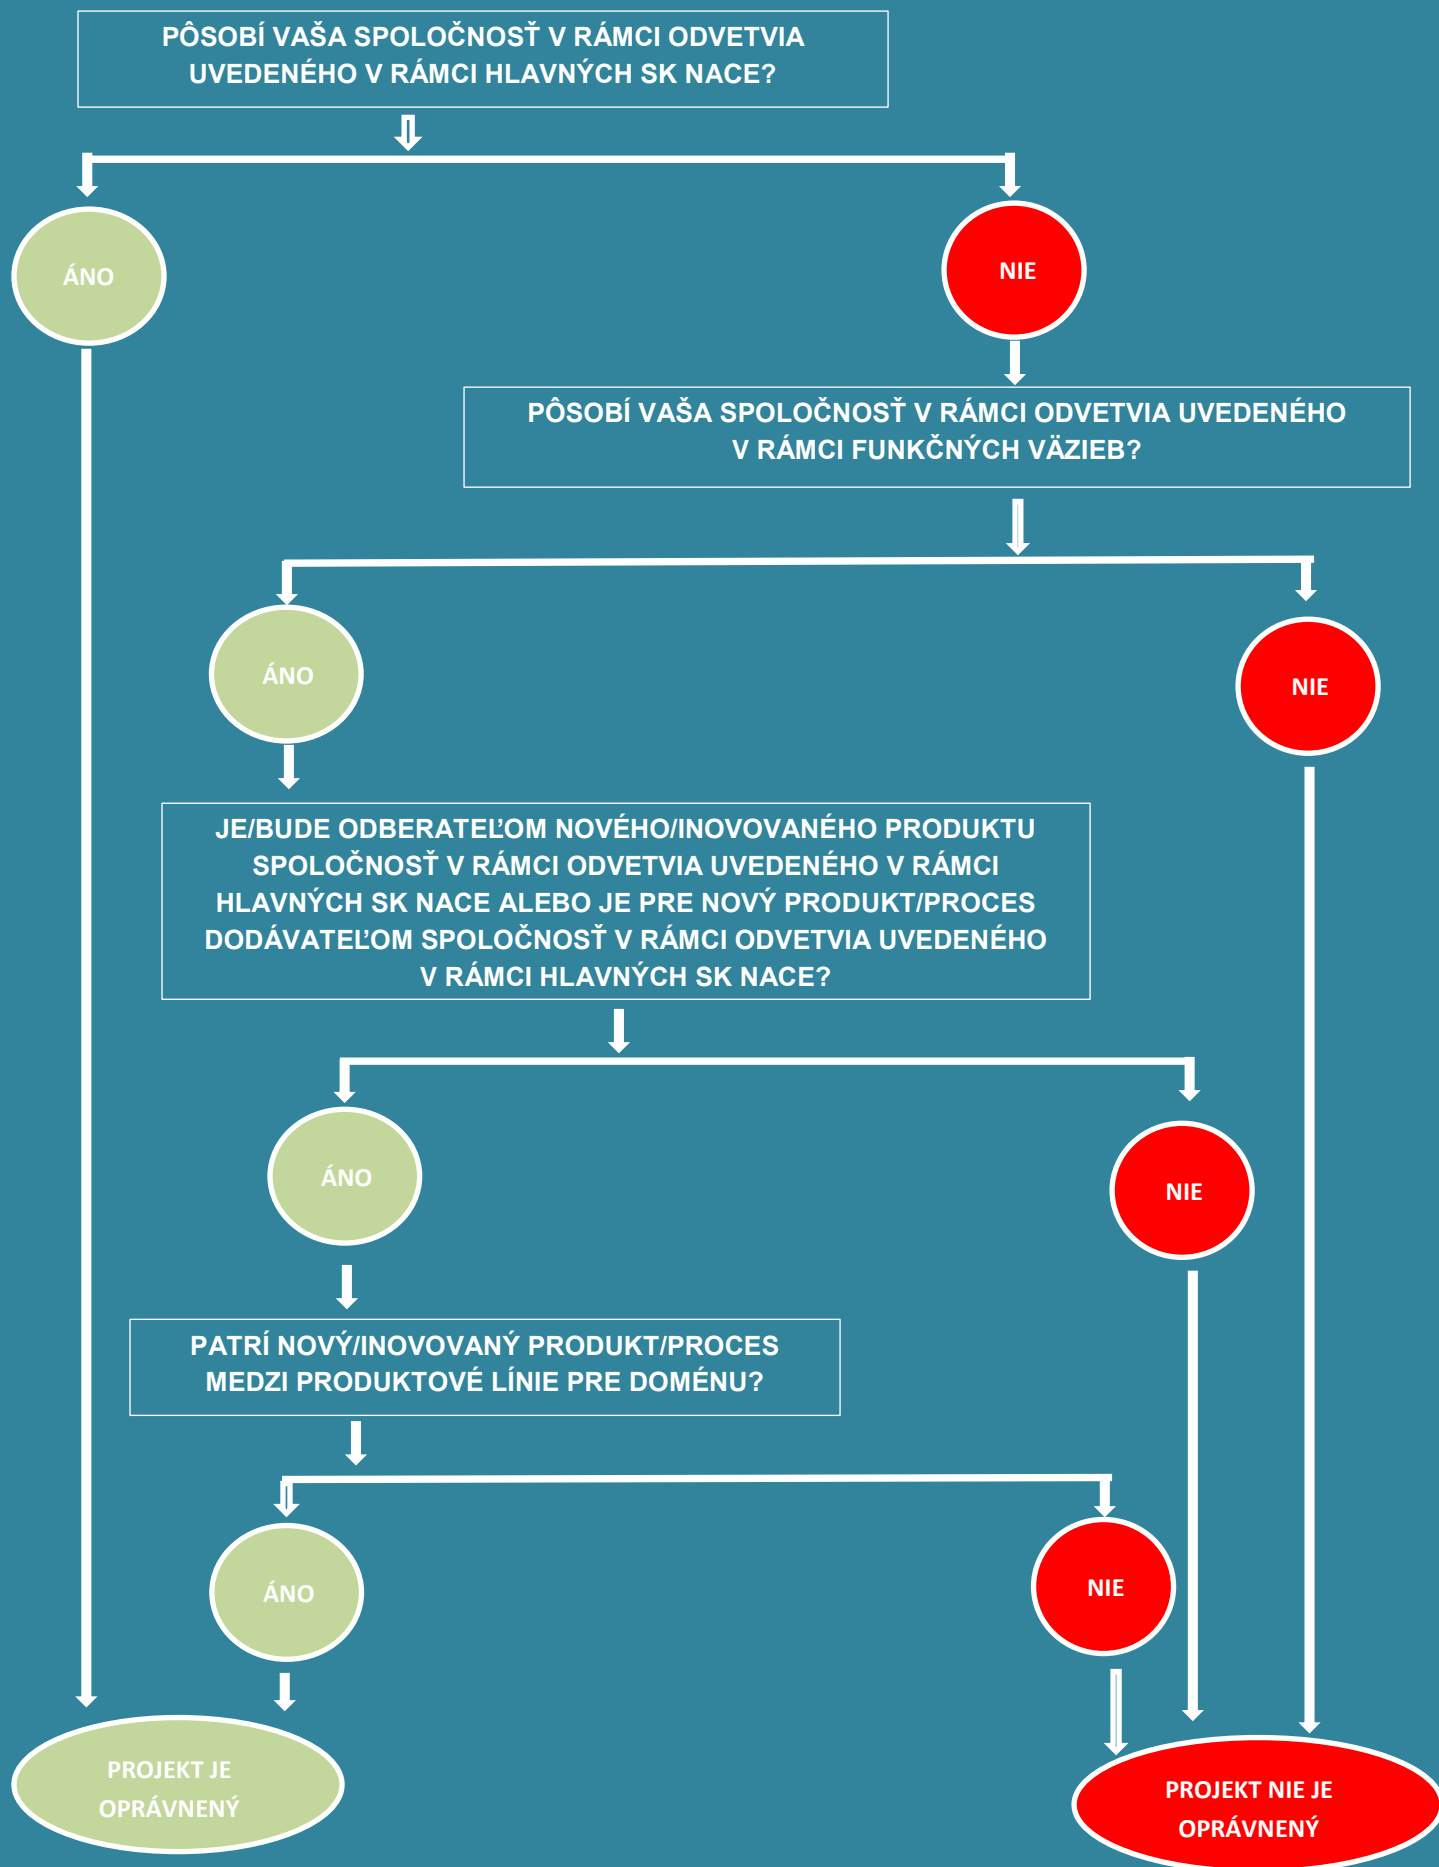 PÔSOBÍ VAŠA SPOLOČNOSŤ V RÁMCI ODVETVIA
UVEDENÉHO V RÁMCI HLAVNÝCH SK NACE?
ÁNO
NIE
PÔSOBÍ VAŠA SPOLOČNOSŤ V RÁMCI ODVETVIA UVEDENÉHO
V RÁMCI FUNKČNÝCH VÄZIEB?
ÁNO
NIE
JE/BUDE ODBERATEĽOM NOVÉHO/INOVOVANÉHO PRODUKTU
SPOLOČNOSŤ V RÁMCI ODVETVIA UVEDENÉHO V RÁMCI
HLAVNÝCH SK NACE ALEBO JE PRE NOVÝ PRODUKT/PROCES
DODÁVATEĽOM SPOLOČNOSŤ V RÁMCI ODVETVIA UVEDENÉHO
V RÁMCI HLAVNÝCH SK NACE?
ÁNO
NIE
PATRÍ NOVÝ/INOVOVANÝ PRODUKT/PROCES
MEDZI PRODUKTOVÉ LÍNIE PRE DOMÉNU?
ÁNO
NIE
PROJEKT JE
OPRÁVNENÝ
PROJEKT NIE JE
OPRÁVNENÝ